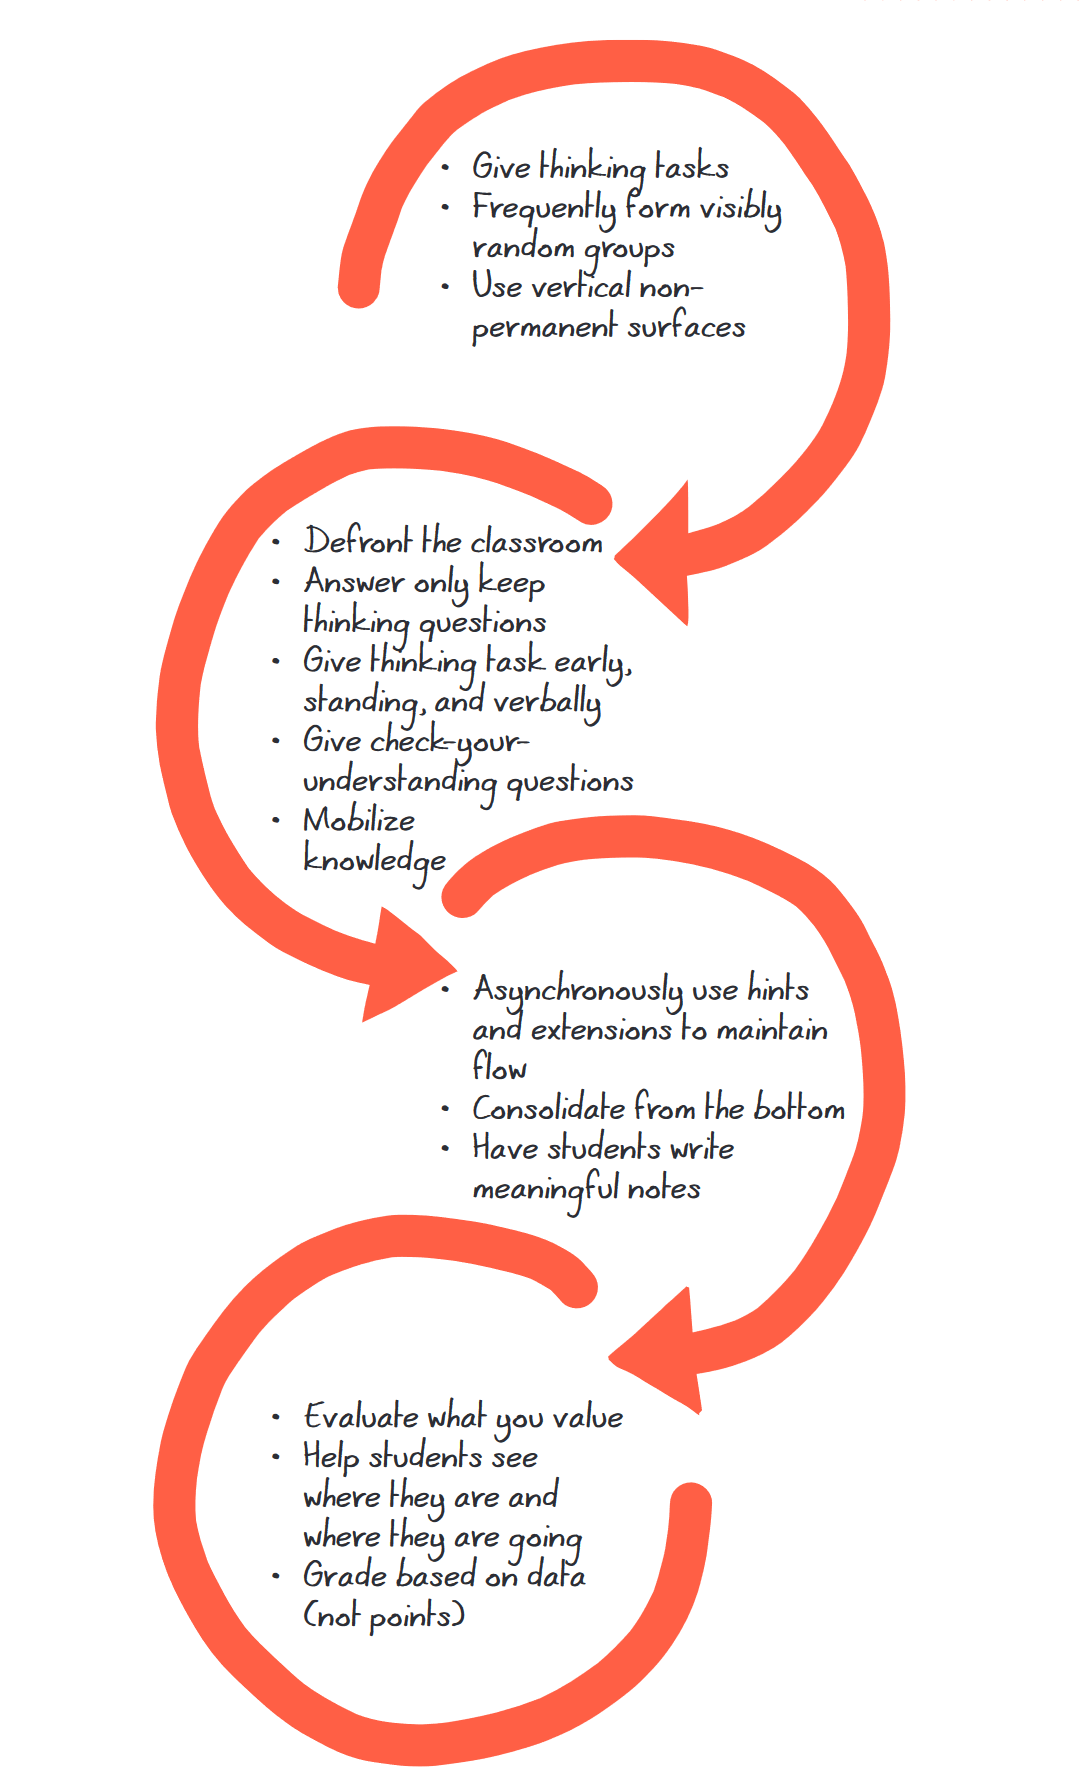 • Give thinking tasks
• Frequently form visibly
random groups
• Use vertical non-
permanent surfaces
• Defront the classroom
• Answer only keep
thinking questions
• Give thinking task early,
standing, and verbally
• Give check-your-
understanding questions
• Mobilize
knowledge
• Asynchronously use hints
and extensions to maintain
flow
• Consolidate from the bottom
• Have students write
meaningful notes
• Evaluate what you value
• Help students see
where they are and
where they are going
• Grade based on data
(not points)